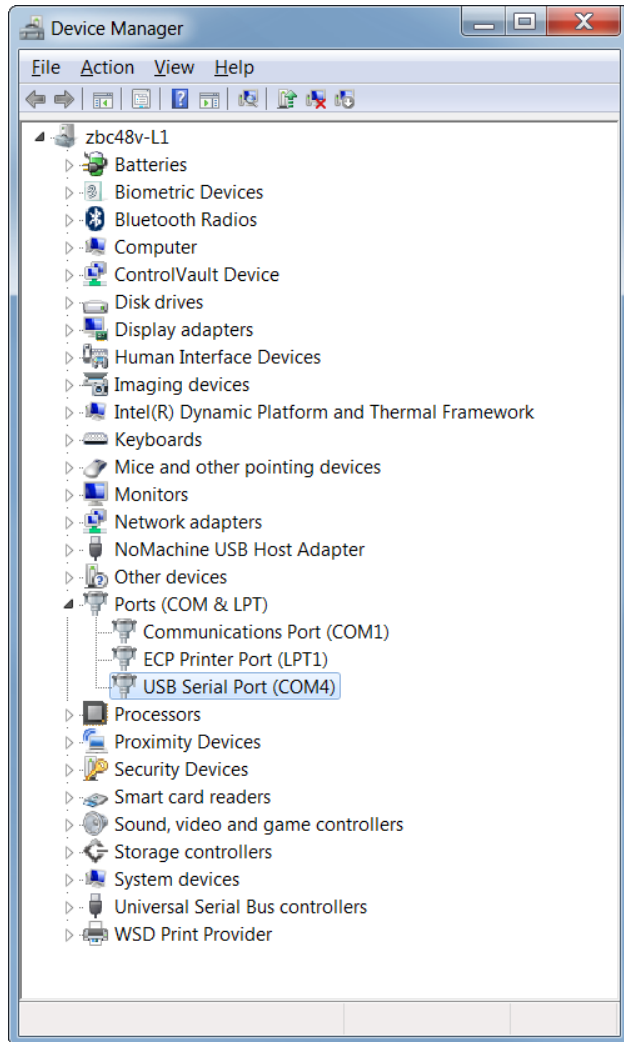 Device Manager
File Action View Help
zbc48v-L1
Batteries
Biometric Devices
Bluetooth Radios
Computer
ControlVault Device
Disk drives
Display adapters
Human Interface Devices
Imaging devices
Intel(R) Dynamic Platform and Thermal Framework
Keyboards
Mice and other pointing devices
Monitors
Network adapters
NoMachine USB Host Adapter
Other devices
Ports (COM & LPT)
Communications Port (COM1)
ECP Printer Port (LPT1)
USB Serial Port (COM4)
Processors
Proximity Devices
Security Devices
Smart card readers
Sound, video and game controllers
Storage controllers
System devices
Universal Serial Bus controllers
WSD Print Provider